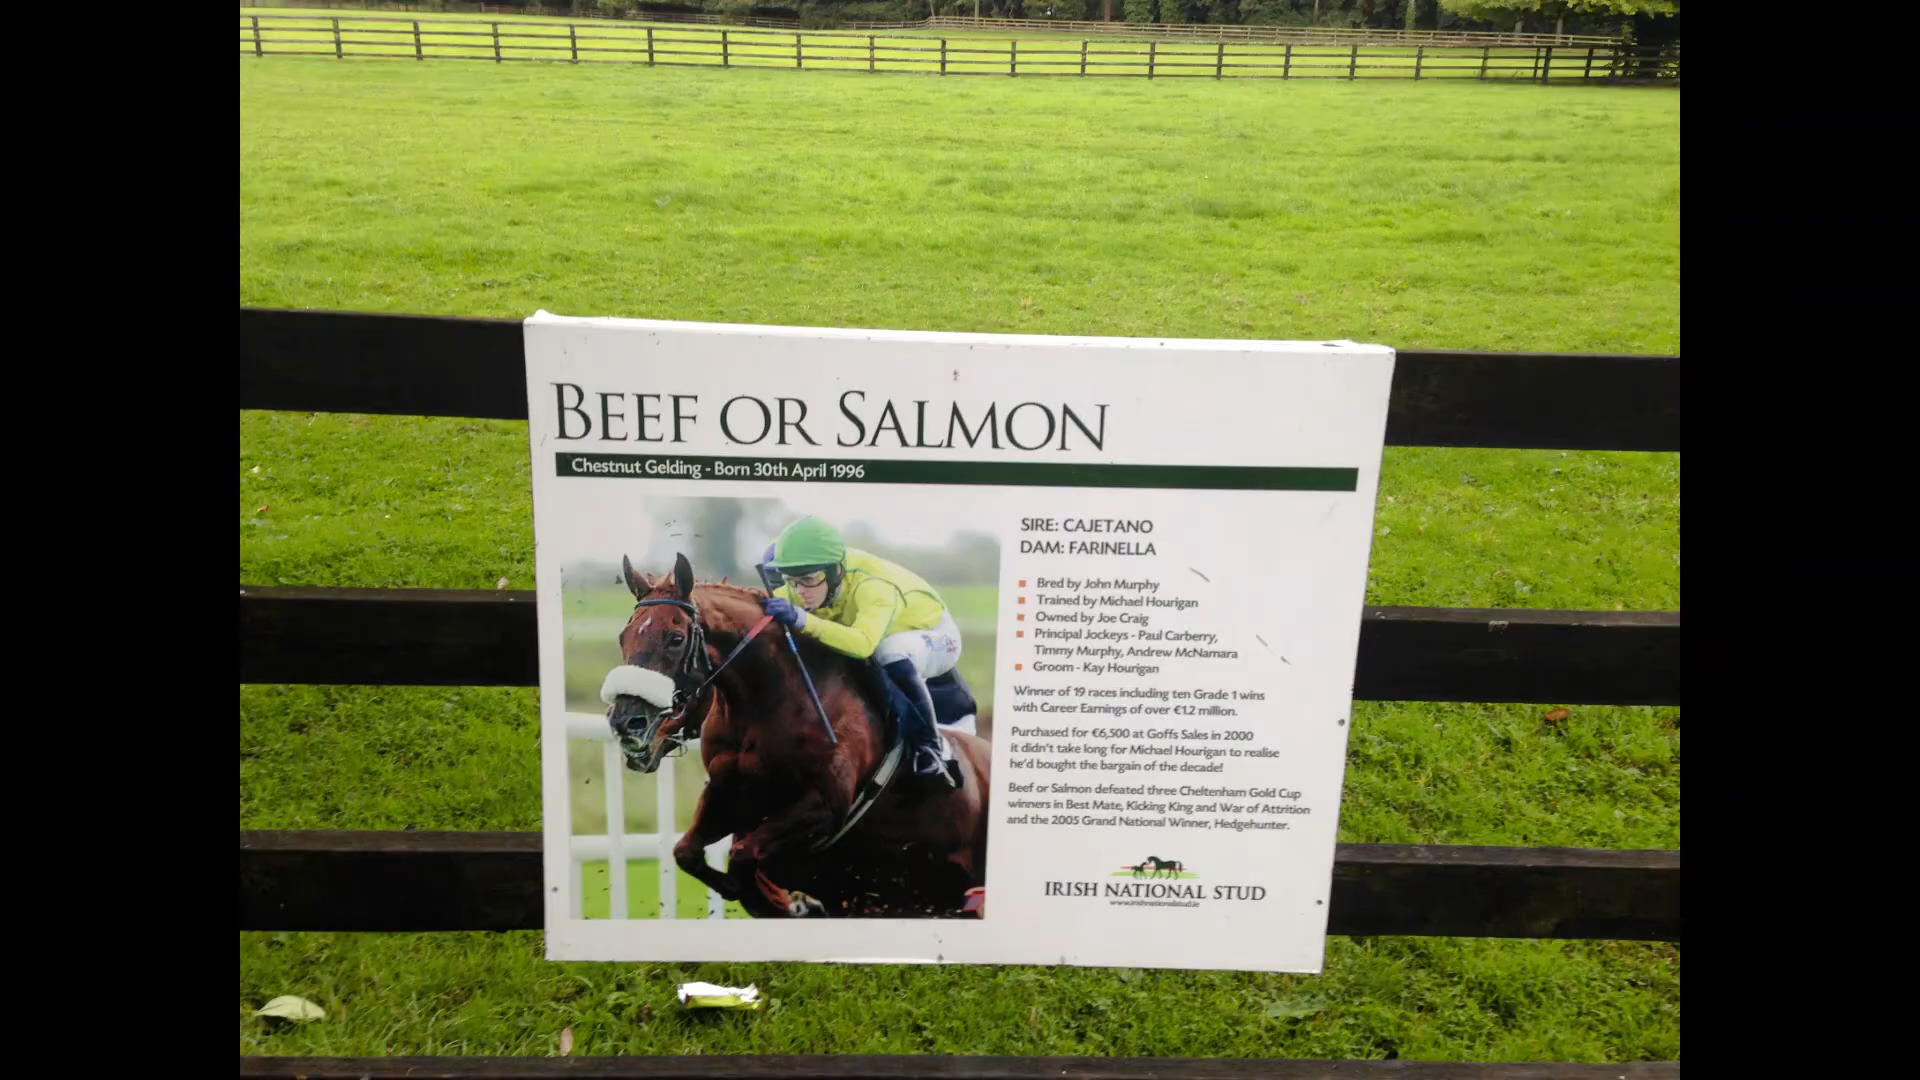 BEEF OR SALMON
Chestnut Gelding - Born 30th April 1996
SIRE: CAJETANO
DAM: FARINELLA
Bred by John Murphy
Trained by Michael Hourigan
Owned by Joe Craig
Principal Jockeys - Paul Carberry,
Timmy Murphy, Andrew McNamara
Groom - Kay Hourigan
Winner of 19 races including ten Grade 1 wins
with Career Earnings of over €1.2 million.
Purchased for €6,500 at Goffs Sales in 2000
it didn't take long for Michael Hourigan to realise
he'd bought the bargain of the decade!
Beef or Salmon defeated three Cheltenham Gold Cup
winners in Best Mate, Kicking King and War of Attrition
and the 2005 Grand National Winner, Hedgehunter.
IRISH NATIONAL STUD
www.irishnationalstud.ie